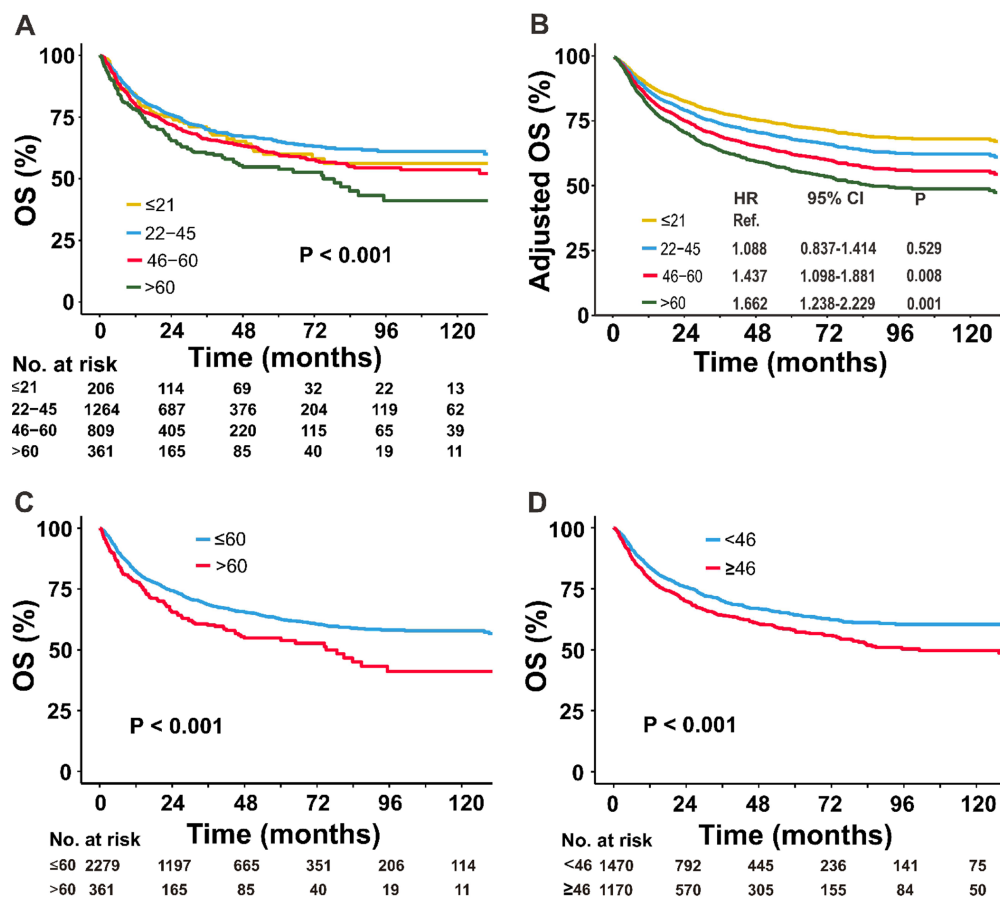 A
OS (%)
100
75
50
25
0
≤21
22−45
46−60
>60
P < 0.001
0 24 48 72 96 120
Time (months)
No. at risk
≤21 206 114 69 32 22 13
22−45 1264 687 376 204 119 62
46−60 809 405 220 115 65 39
>60 361 165 85 40 19 11
B
Adjusted OS (%)
100
75
50
25
0
HR 95% CI P
≤21 Ref.
22−45 1.088 0.837-1.414 0.529
46−60 1.437 1.098-1.881 0.008
>60 1.662 1.238-2.229 0.001
0 24 48 72 96 120
Time (months)
C
OS (%)
100
75
50
25
0
≤60
>60
P < 0.001
0 24 48 72 96 120
Time (months)
No. at risk
≤60 2279 1197 665 351 206 114
>60 361 165 85 40 19 11
D
OS (%)
100
75
50
25
0
<46
≥46
P < 0.001
0 24 48 72 96 120
Time (months)
No. at risk
<46 1470 792 445 236 141 75
≥46 1170 570 305 155 84 50